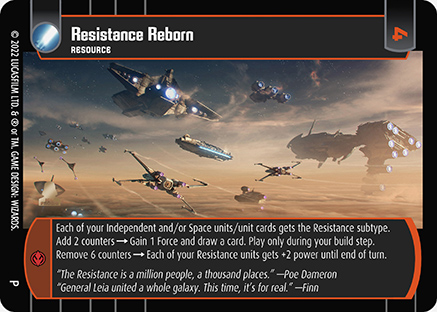 Resistance Reborn
RESOURCE
4
Each of your Independent and/or Space units/unit cards gets the Resistance subtype.
Add 2 counters → Gain 1 Force and draw a card. Play only during your build step.
Remove 6 counters → Each of your Resistance units gets +2 power until end of turn.
"The Resistance is a million people, a thousand places." —Poe Dameron
"General Leia united a whole galaxy. This time, it's for real." —Finn
© 2022 LUCASFILM LTD. & ® or TM, GAME DESIGN: WIZARDS.
P